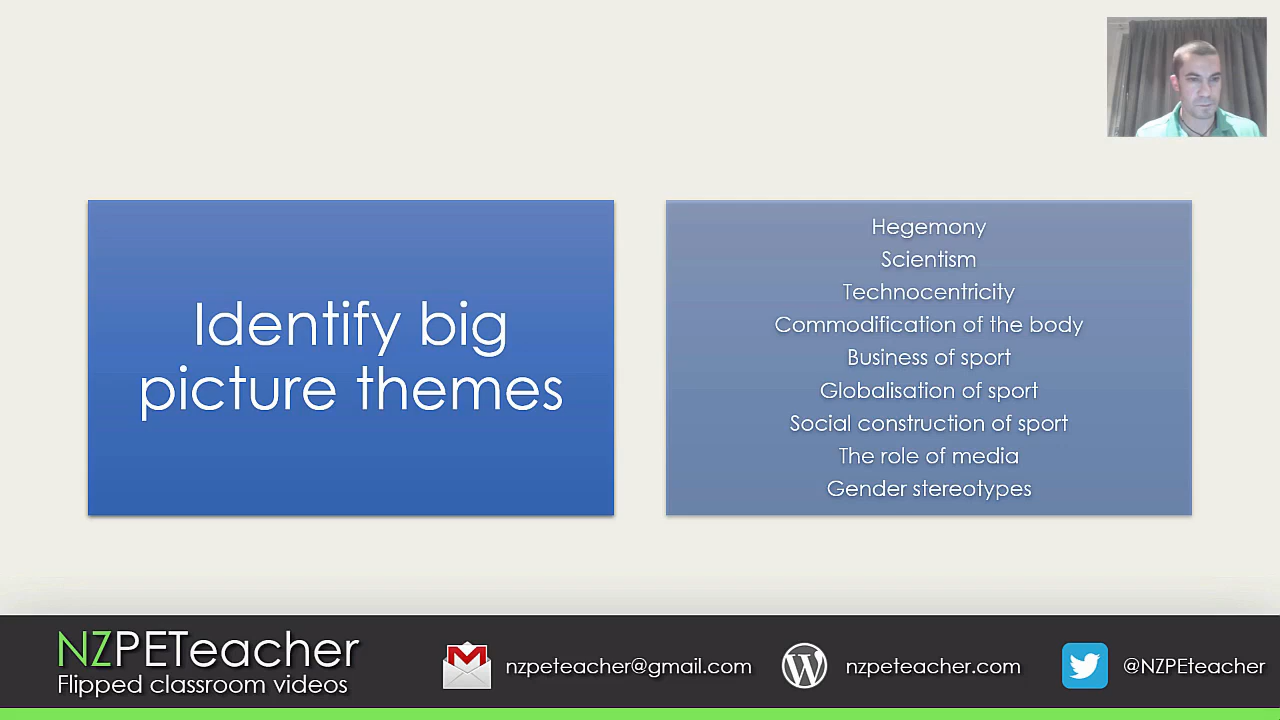 Identify big
picture themes
Hegemony
Scientism
Technocentricity
Commodification of the body
Business of sport
Globalisation of sport
Social construction of sport
The role of media
Gender stereotypes
NZPETeacher
Flipped classroom videos
nzpeteacher@gmail.com
nzpeteacher.com
@NZPEteacher